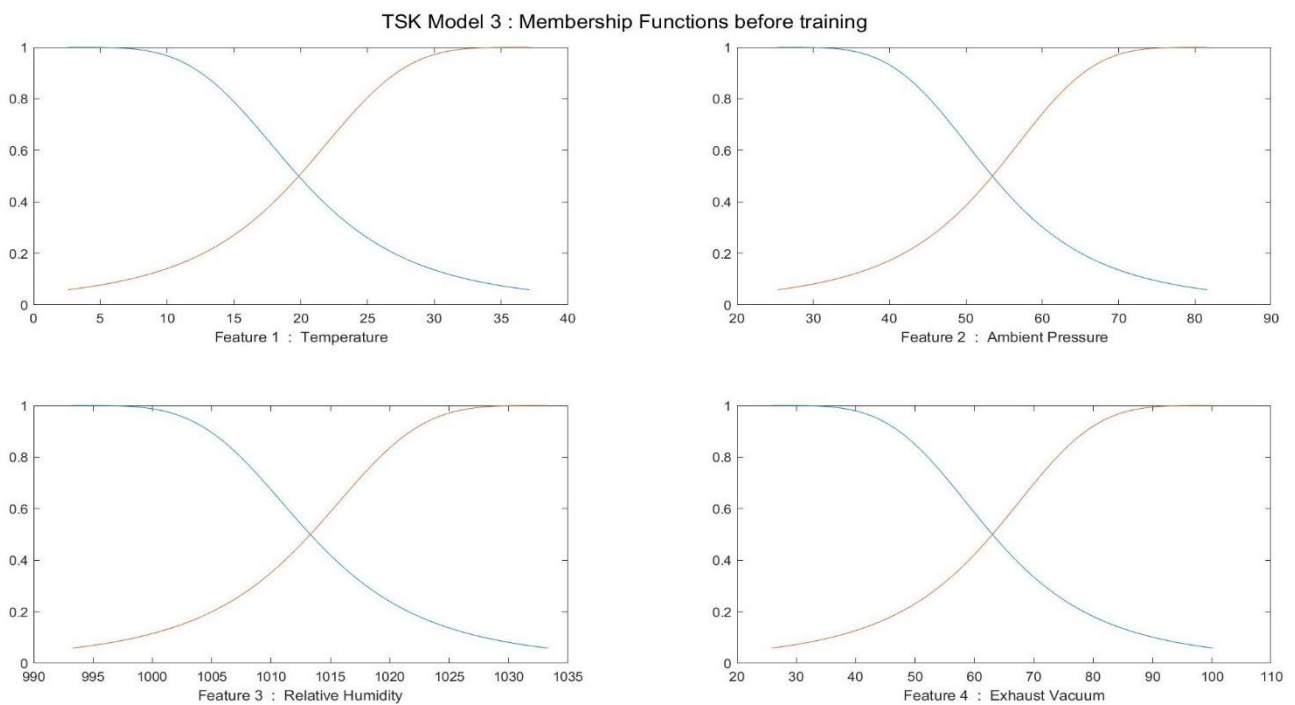 TSK Model 3 : Membership Functions before training
1
0.8
0.6
0.4
0.2
0
0 5 10 15 20 25 30 35 40
Feature 1 : Temperature
1
0.8
0.6
0.4
0.2
0
20 30 40 50 60 70 80 90
Feature 2 : Ambient Pressure
1
0.8
0.6
0.4
0.2
0
990 995 1000 1005 1010 1015 1020 1025 1030 1035
Feature 3 : Relative Humidity
1
0.8
0.6
0.4
0.2
0
20 30 40 50 60 70 80 90 100 110
Feature 4 : Exhaust Vacuum